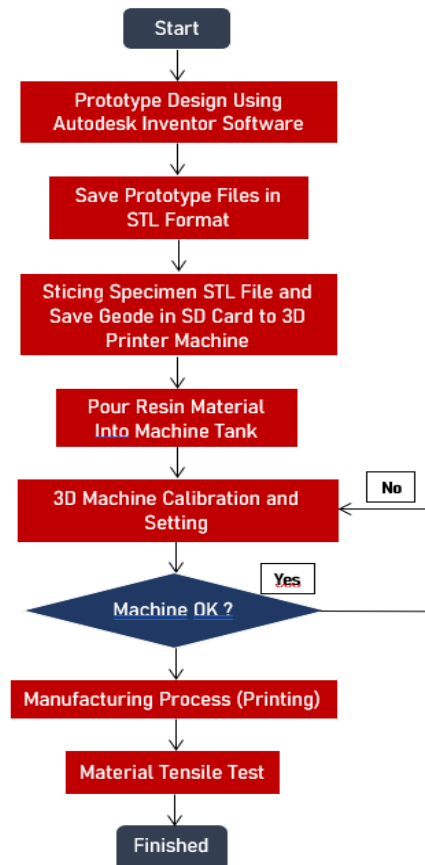 Start
Prototype Design Using
Autodesk Inventor Software
Save Prototype Files in
STL Format
Sticing Specimen STL File and
Save Geode in SD Card to 3D
Printer Machine
Pour Resin Material
Into Machine Tank
3D Machine Calibration and
Setting
No
Yes
Machine OK ?
Manufacturing Process (Printing)
Material Tensile Test
Finished